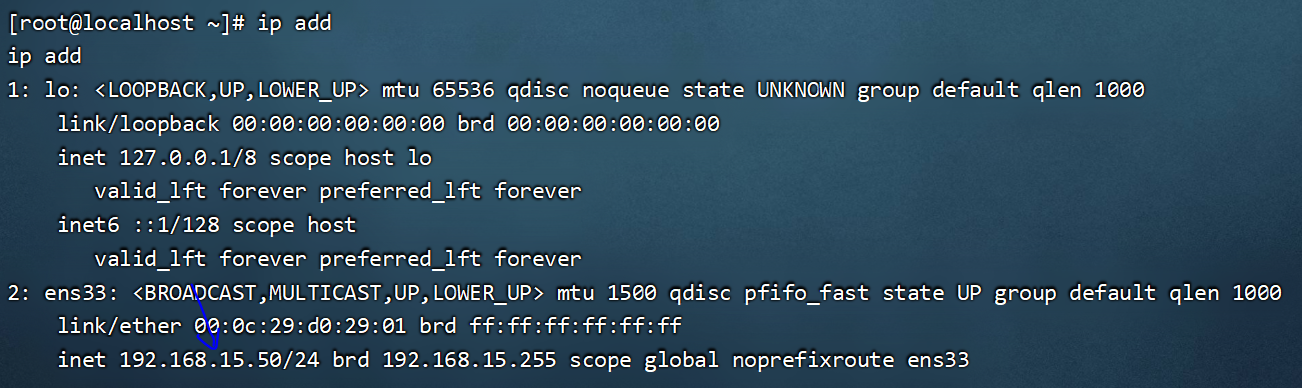 [root@localhost ~]# ip add
ip add
1: lo: <LOOPBACK,UP,LOWER_UP> mtu 65536 qdisc noqueue state UNKNOWN group default qlen 1000
link/loopback 00:00:00:00:00:00 brd 00:00:00:00:00:00
inet 127.0.0.1/8 scope host lo
valid_lft forever preferred_lft forever
inet6 ::1/128 scope host
valid_lft forever preferred_lft forever
2: ens33: <BROADCAST,MULTICAST,UP,LOWER_UP> mtu 1500 qdisc pfifo_fast state UP group default qlen 1000
link/ether 00:0c:29:d0:29:01 brd ff:ff:ff:ff:ff:ff
inet 192.168.15.50/24 brd 192.168.15.255 scope global noprefixroute ens33